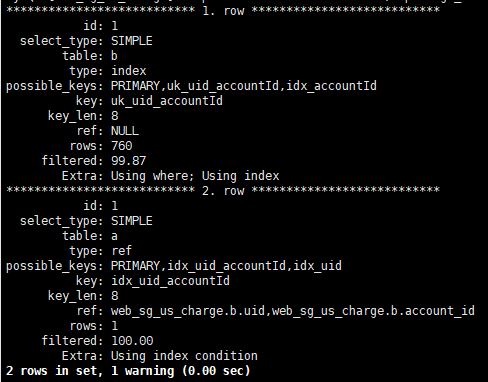 *************************** 1. row ***************************
id: 1
select_type: SIMPLE
table: b
type: index
possible_keys: PRIMARY,uk_uid_accountId,idx_accountId
key: uk_uid_accountId
key_len: 8
ref: NULL
rows: 760
filtered: 99.87
Extra: Using where; Using index
*************************** 2. row ***************************
id: 1
select_type: SIMPLE
table: a
type: ref
possible_keys: PRIMARY,idx_uid_accountId,idx_uid
key: idx_uid_accountId
key_len: 8
ref: web_sg_us_charge.b.uid,web_sg_us_charge.b.account_id
rows: 1
filtered: 100.00
Extra: Using index condition
2 rows in set, 1 warning (0.00 sec)